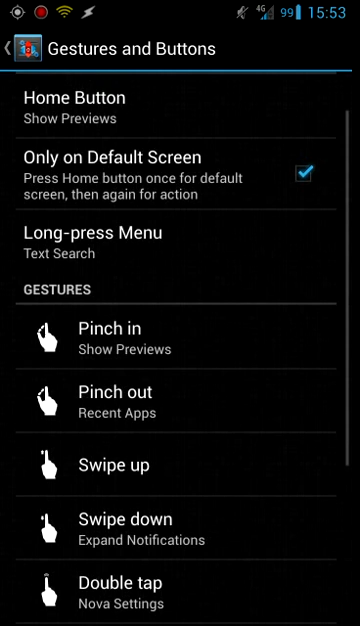 4G 99 15:53
Gestures and Buttons
Home Button
Show Previews
Only on Default Screen
Press Home button once for default
screen, then again for action
Long-press Menu
Text Search
GESTURES
Pinch in
Show Previews
Pinch out
Recent Apps
Swipe up
Swipe down
Expand Notifications
Double tap
Nova Settings